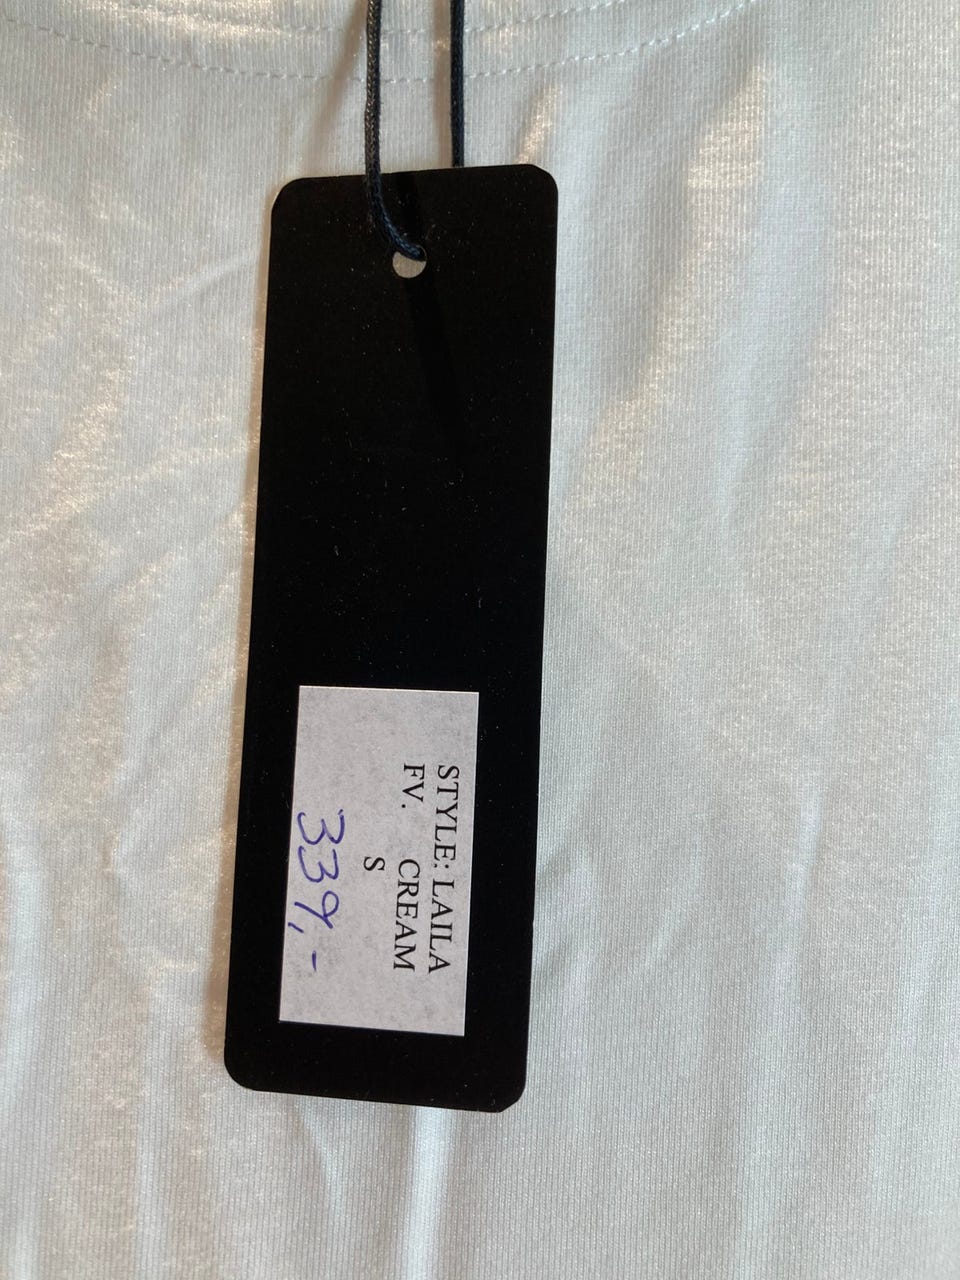 STYLE: LAILA
FV. CREAM
S
339,-